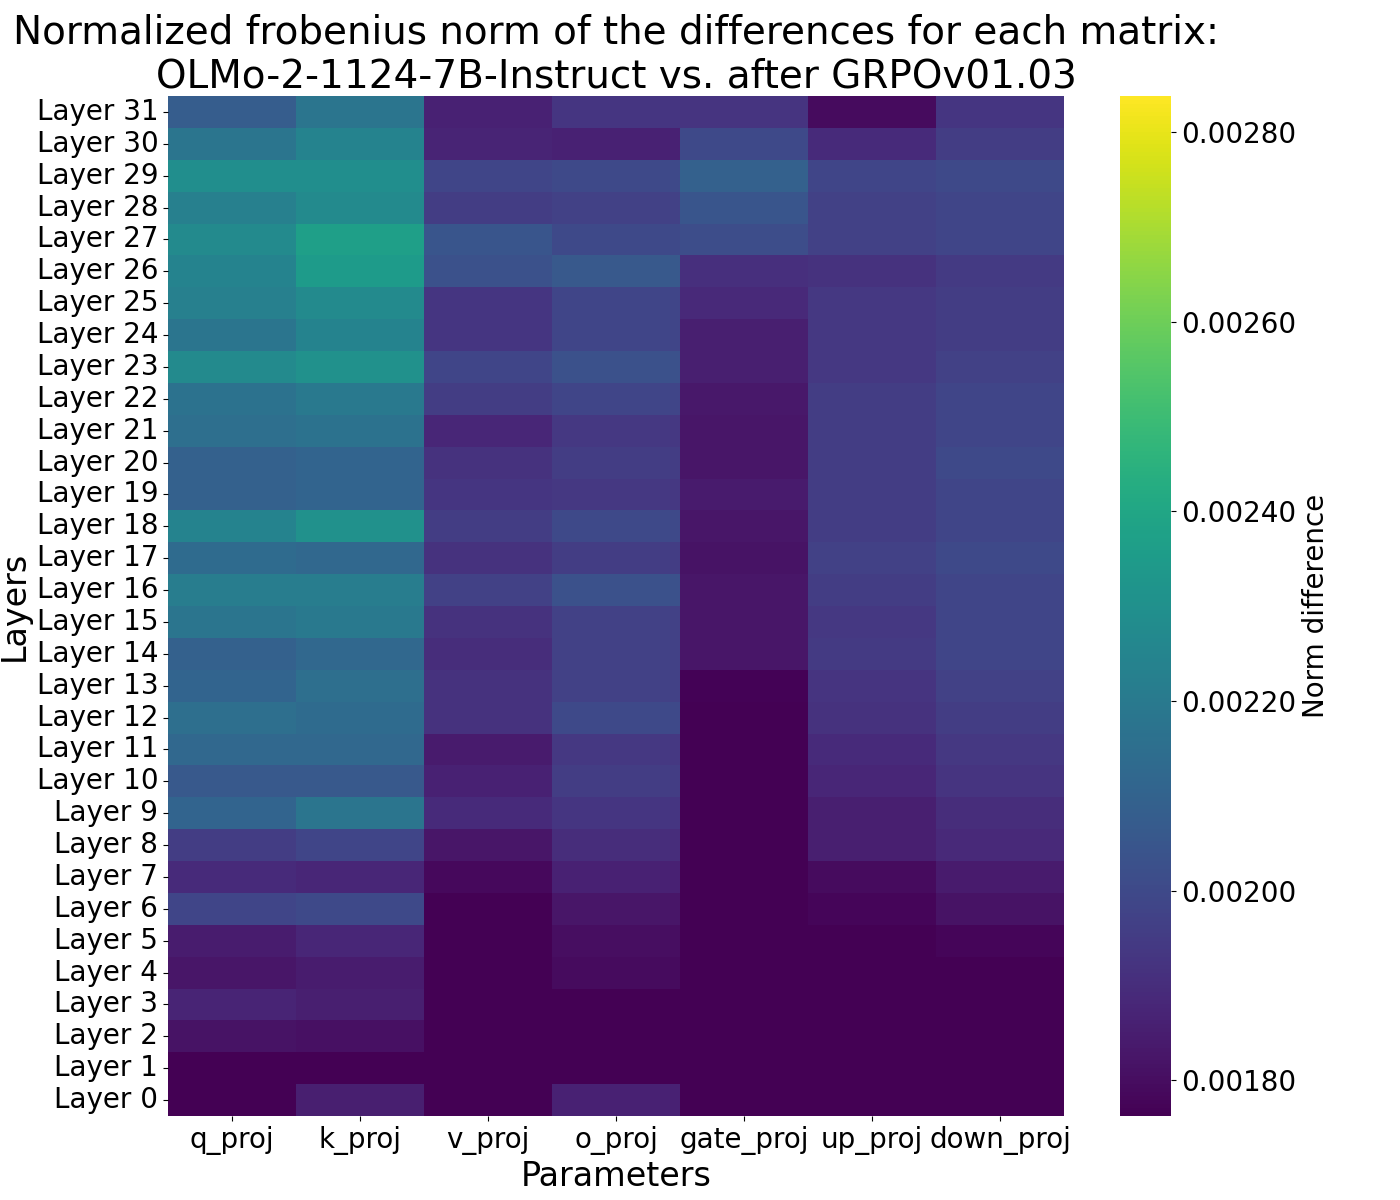 Normalized frobenius norm of the differences for each matrix:
OLMo-2-1124-7B-Instruct vs. after GRPOv01.03
Layers
Layer 31
Layer 30
Layer 29
Layer 28
Layer 27
Layer 26
Layer 25
Layer 24
Layer 23
Layer 22
Layer 21
Layer 20
Layer 19
Layer 18
Layer 17
Layer 16
Layer 15
Layer 14
Layer 13
Layer 12
Layer 11
Layer 10
Layer 9
Layer 8
Layer 7
Layer 6
Layer 5
Layer 4
Layer 3
Layer 2
Layer 1
Layer 0
q_proj k_proj v_proj o_proj gate_proj up_proj down_proj
Parameters
0.00280
0.00260
0.00240
0.00220
0.00200
0.00180
Norm difference